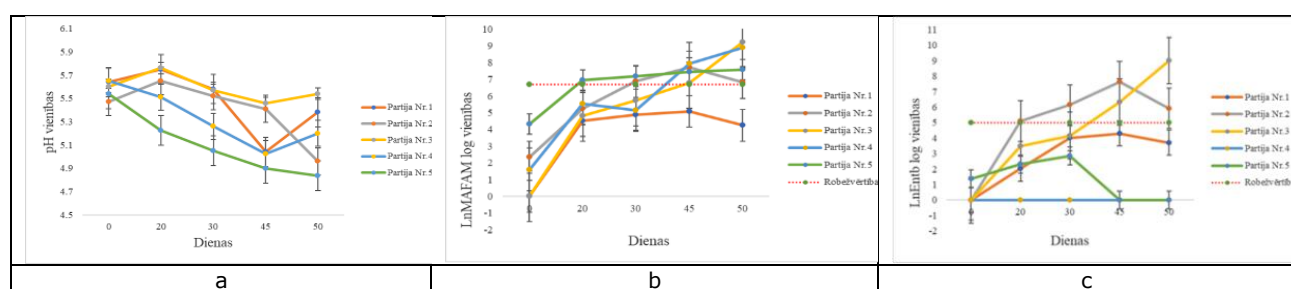 6.1
5.9
5.7
5.5
5.3
5.1
4.9
4.7
4.5
pH vienības
0 20 30 45 50
Dienas
Partija Nr.1
Partija Nr.2
Partija Nr.3
Partija Nr.4
Partija Nr.5
10
9
8
7
6
5
4
3
2
1
0
-1
-2
LnMAFAM log vienības
0 20 30 45 50
Dienas
Partija Nr.1
Partija Nr.2
Partija Nr.3
Partija Nr.4
Partija Nr.5
Robežvērtība
11
10
9
8
7
6
5
4
3
2
1
0
-1
-2
LnEntb log vienības
0 20 30 45 50
Dienas
Partija Nr.1
Partija Nr.2
Partija Nr.3
Partija Nr.4
Partija Nr.5
Robežvērtība
a b c